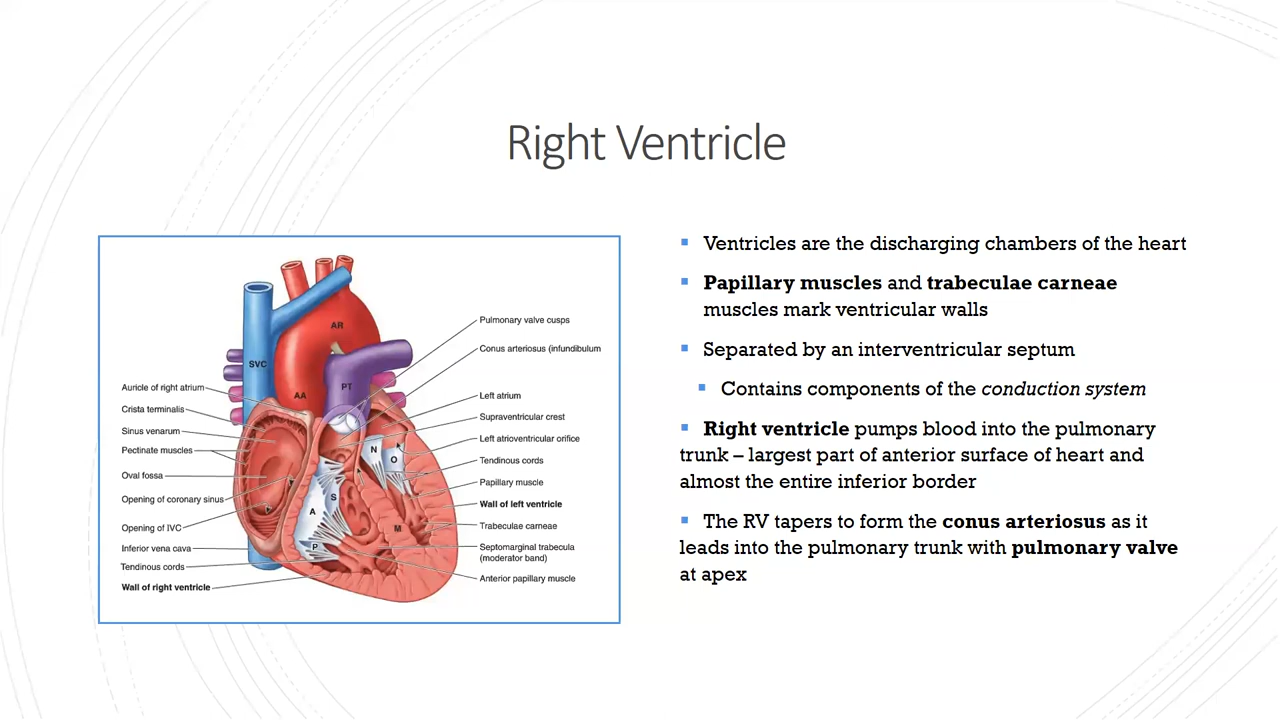 Right Ventricle
Auricle of right atrium
Crista terminalis
Sinus venarum
Pectinate muscles
Oval fossa
Opening of coronary sinus
Opening of IVC
Inferior vena cava
Tendinous cords
Wall of right ventricle
SVC
AR
AA
PT
N
O
S
A
P
M
Pulmonary valve cusps
Conus arteriosus (infundibulum
Left atrium
Supraventricular crest
Left atrioventricular orifice
Tendinous cords
Papillary muscle
Wall of left ventricle
Trabeculae carneae
Septomarginal trabecula
(moderator band)
Anterior papillary muscle
Ventricles are the discharging chambers of the heart
Papillary muscles and trabeculae carneae
muscles mark ventricular walls
Separated by an interventricular septum
Contains components of the conduction system
Right ventricle pumps blood into the pulmonary
trunk – largest part of anterior surface of heart and
almost the entire inferior border
The RV tapers to form the conus arteriosus as it
leads into the pulmonary trunk with pulmonary valve
at apex